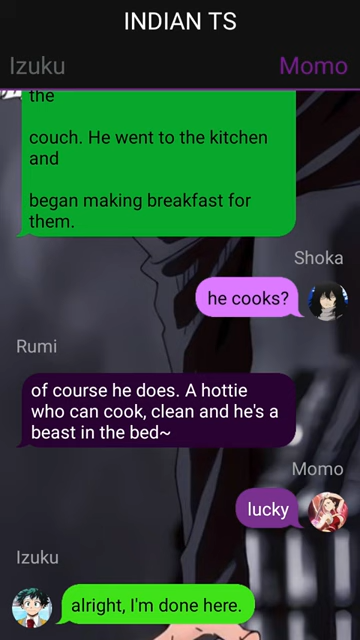 INDIAN TS
Izuku
Momo
the
couch. He went to the kitchen
and
began making breakfast for
them.
Shoka
he cooks?
Rumi
of course he does. A hottie
who can cook, clean and he's a
beast in the bed~
Momo
lucky
Izuku
alright, I'm done here.